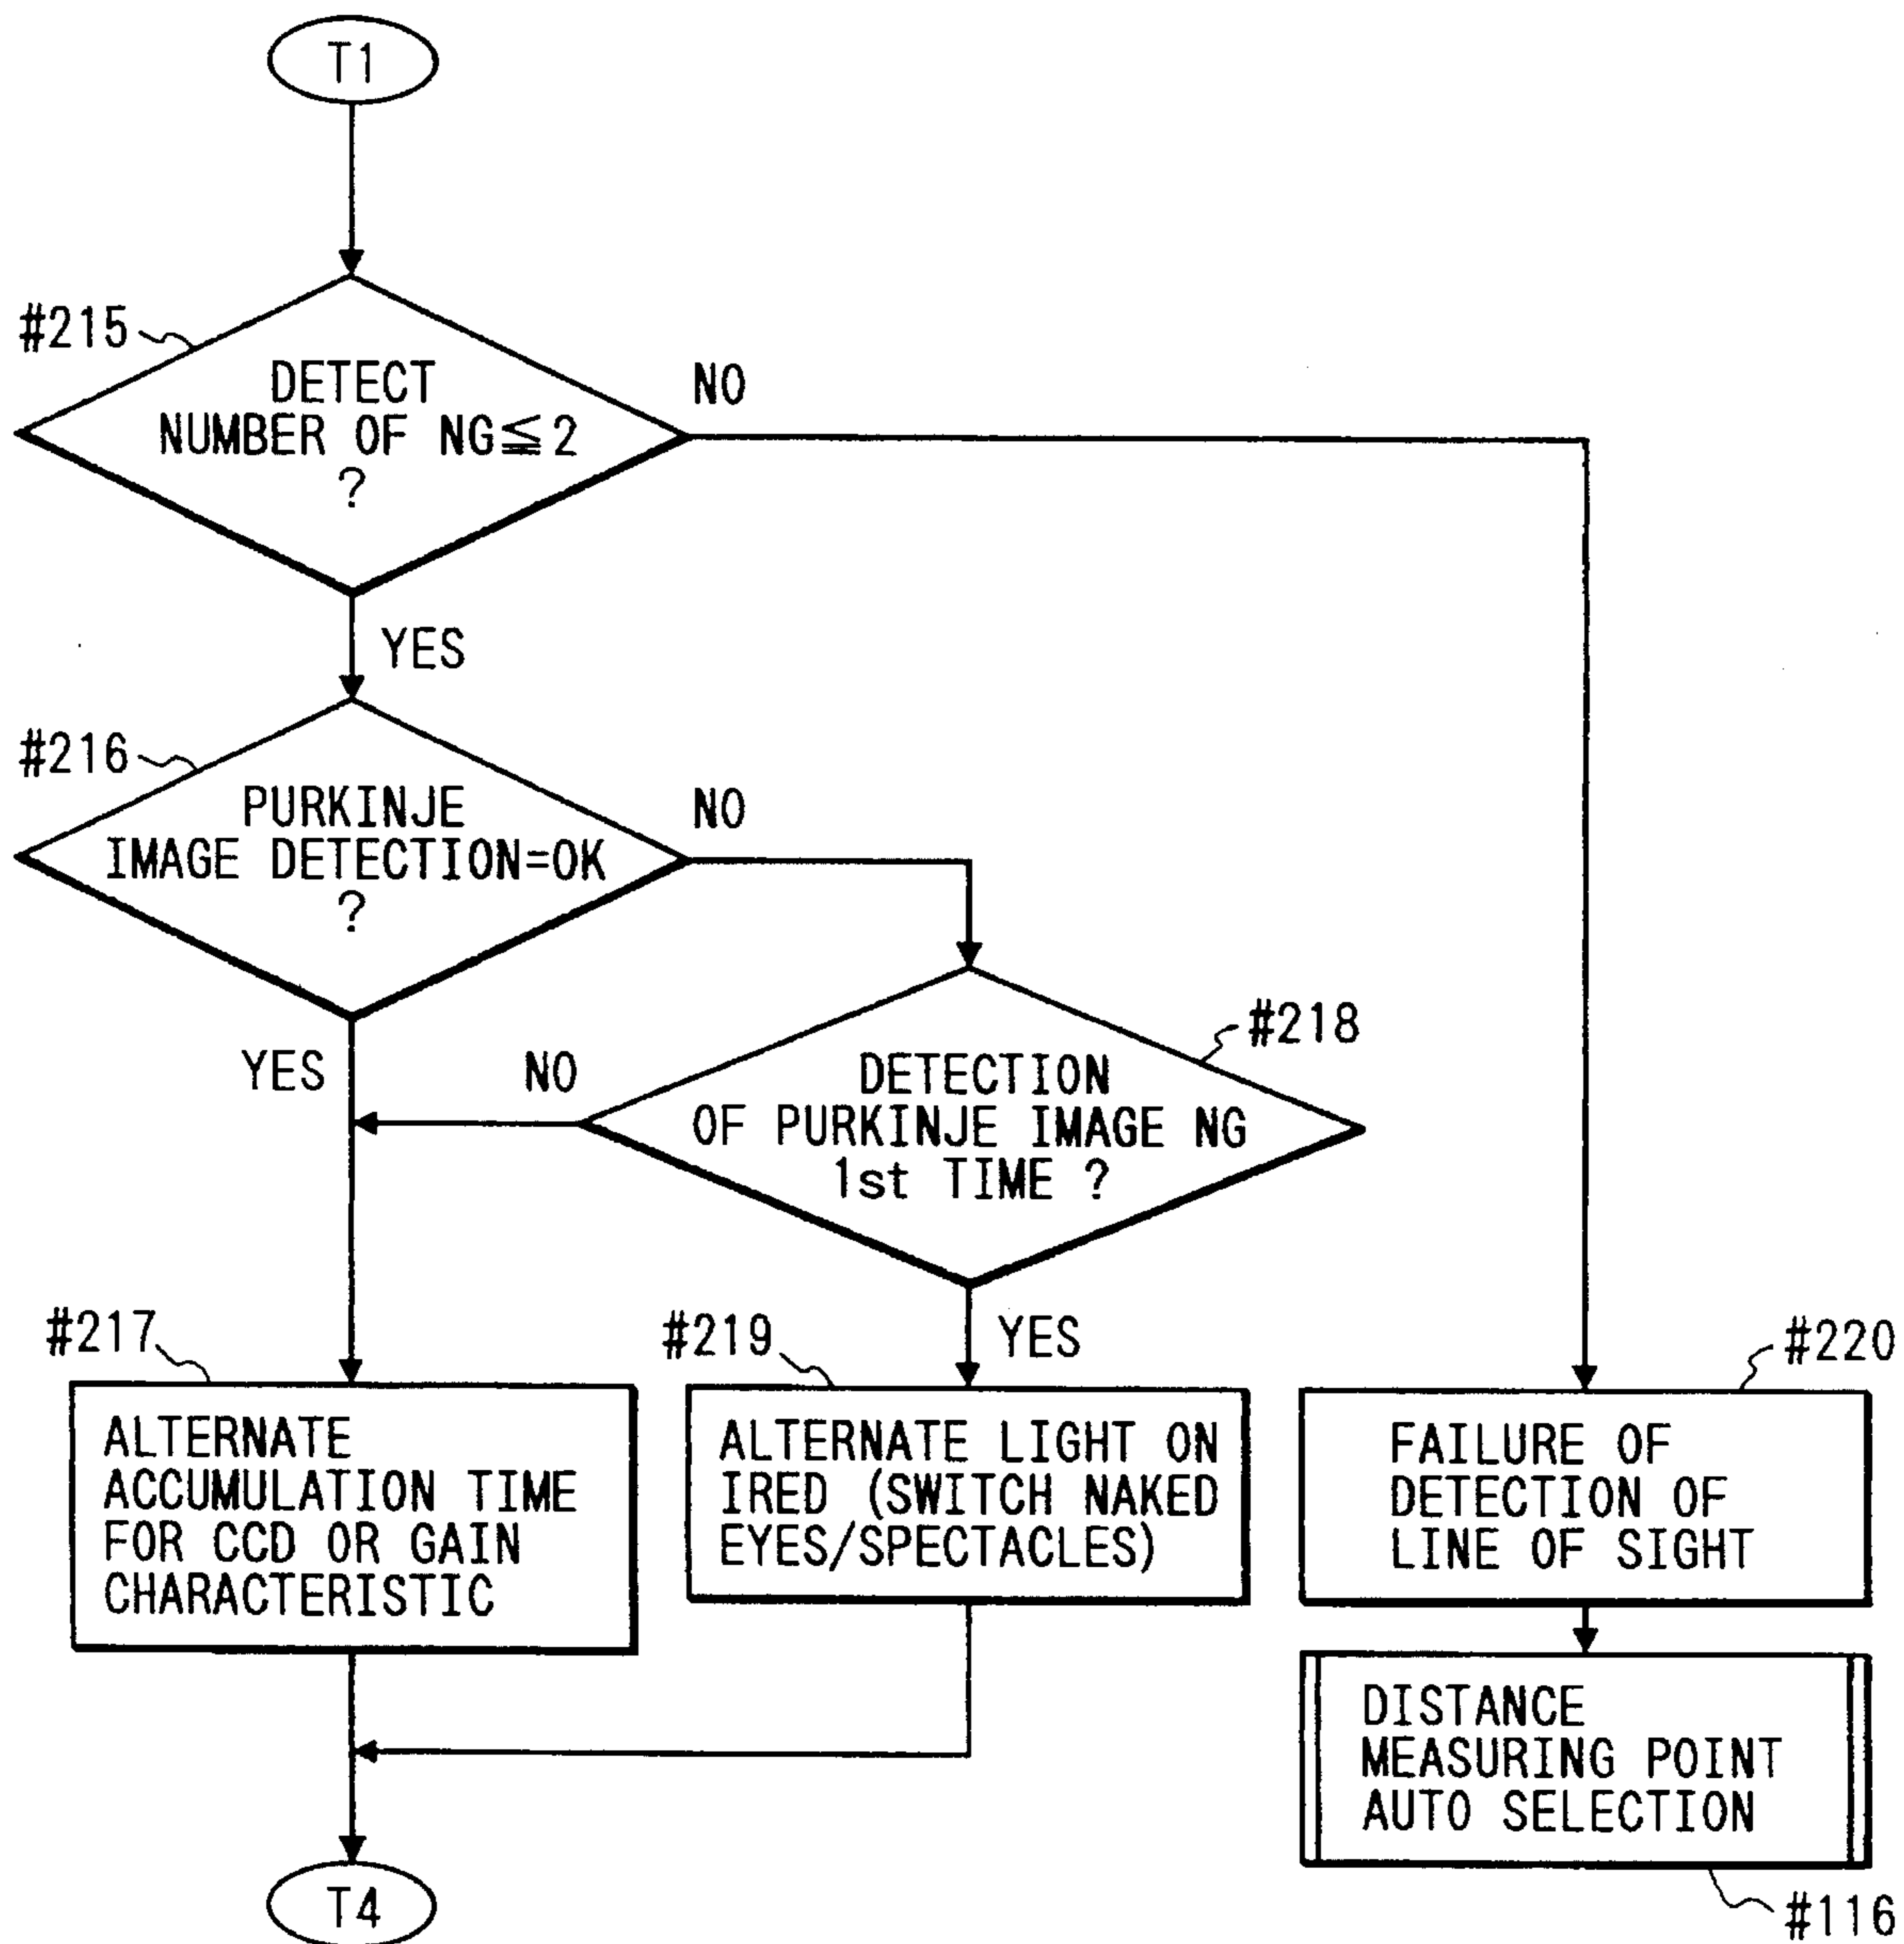 T1
#215
DETECT
NUMBER OF NG≦2
?
NO
YES
#216
PURKINJE
IMAGE DETECTION=OK
?
NO
YES
#218
DETECTION
OF PURKINJE IMAGE NG
1st TIME ?
NO
YES
#217
ALTERNATE
ACCUMULATION TIME
FOR CCD OR GAIN
CHARACTERISTIC
#219
ALTERNATE LIGHT ON
IRED (SWITCH NAKED
EYES/SPECTACLES)
#220
FAILURE OF
DETECTION OF
LINE OF SIGHT
DISTANCE
MEASURING POINT
AUTO SELECTION
#116
T4